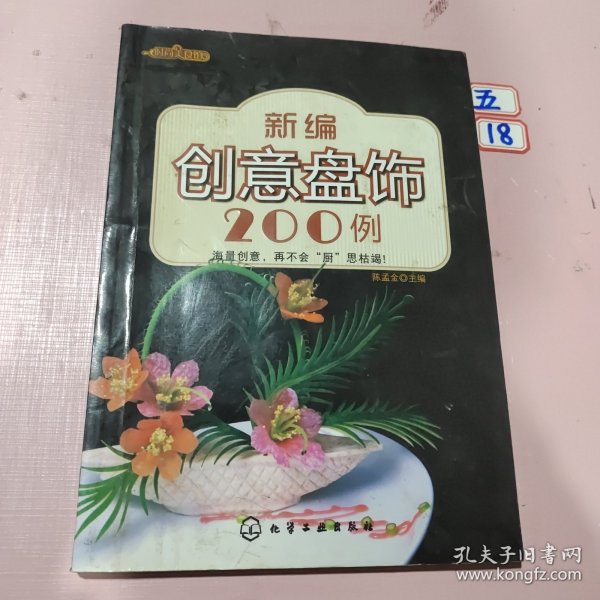 五
18
新编
创意盘饰
200例
海量创意，再不会“厨”思枯竭！
陈孟金◎主编
化学工业出版社
孔夫子旧书网
www.kongfz.com